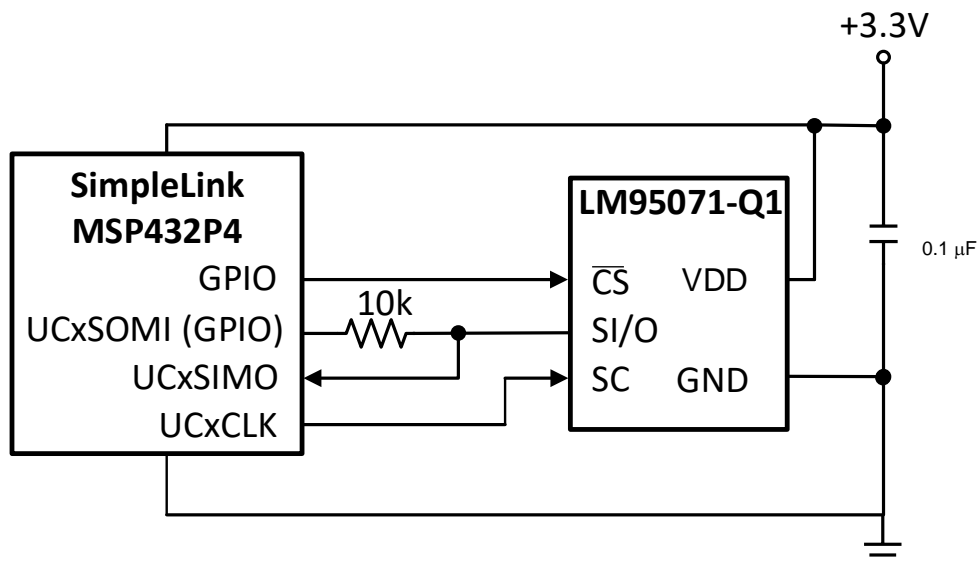 +3.3V
SimpleLink
MSP432P4
LM95071-Q1
0.1 μF
GPIO
C̅S̅
VDD
10k
UCxSOMI (GPIO)
SI/O
UCxSIMO
SC
GND
UCxCLK